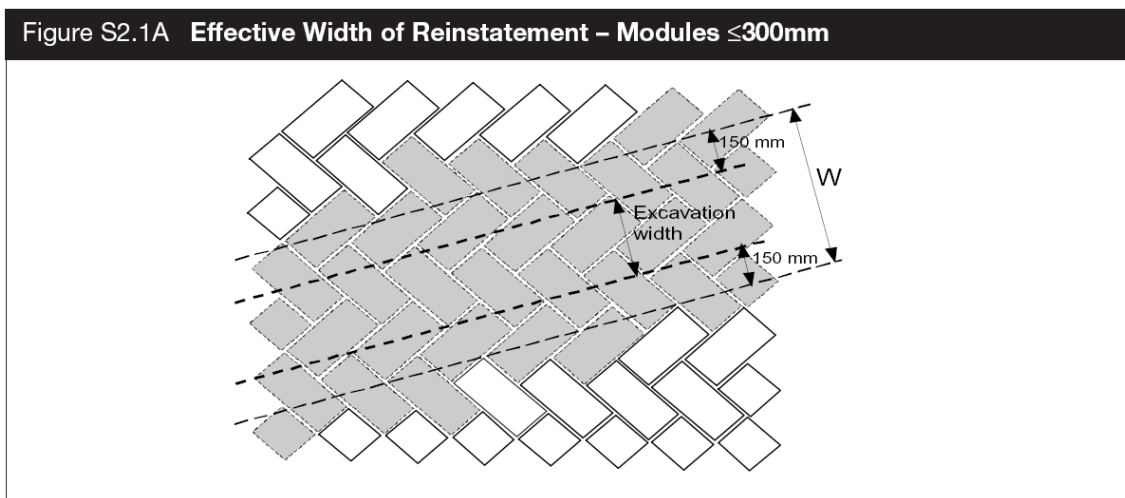 Figure S2.1A Effective Width of Reinstatement – Modules ≤300mm
150 mm
W
Excavation
width
150 mm